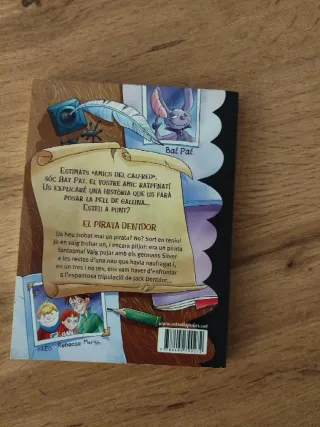 Bat Pat
ESTIMATS «AMICS DEL CALFRED»,
SÓC BAT PAT, EL VOSTRE AMIC RATPENAT!
US EXPLICARÉ UNA HISTÒRIA QUE US FARÀ
POSAR LA PELL DE GALLINA...
ESTEU A PUNT?
EL PIRATA DENTDOR
Us heu trobat mai un pirata? No? Sort en teniu!
Jo en vaig trobar un, i encara pitjor: era un pirata
fantasma! Vaig pujar amb els germans Silver
a les restes d'una nau que havia naufragat i,
en un tres i no res, ens vam haver d'enfrontar
a l'espantosa tripulació de Jack Dentdor...
Leo Rebecca Martin